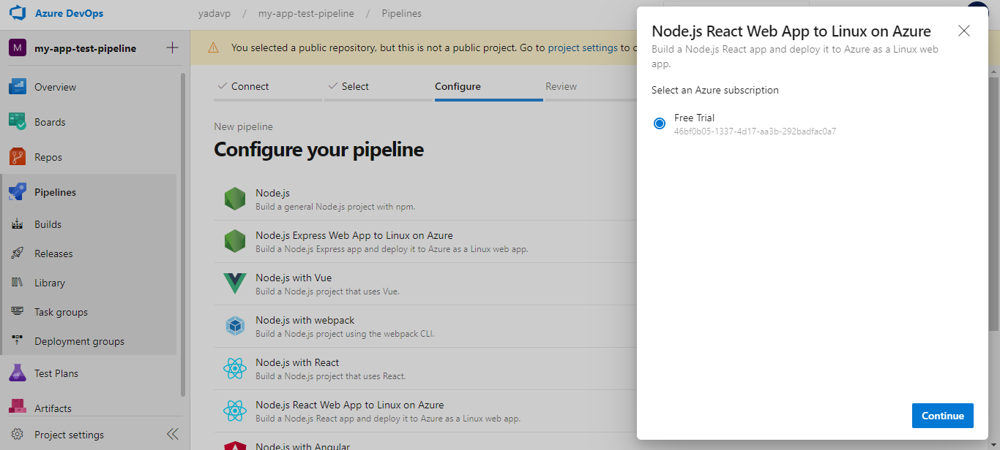 Azure DevOps
yadavp / my-app-test-pipeline / Pipelines
M my-app-test-pipeline
Overview
Boards
Repos
Pipelines
Builds
Releases
Library
Task groups
Deployment groups
Test Plans
Artifacts
Project settings
You selected a public repository, but this is not a public project. Go to project settings to c
Connect
Select
Configure
Review
New pipeline
Configure your pipeline
Node.js
Build a general Node.js project with npm.
Node.js Express Web App to Linux on Azure
Build a Node.js Express app and deploy it to Azure as a Linux web app.
Node.js with Vue
Build a Node.js project that uses Vue.
Node.js with webpack
Build a Node.js project using the webpack CLI.
Node.js with React
Build a Node.js project that uses React.
Node.js React Web App to Linux on Azure
Build a Node.js React app and deploy it to Azure as a Linux web app.
Node.js with Angular
Node.js React Web App to Linux on Azure
Build a Node.js React app and deploy it to Azure as a Linux web
app.
Select an Azure subscription
Free Trial
46bf0b05-1337-4d17-aa3b-292badfac0a7
Continue